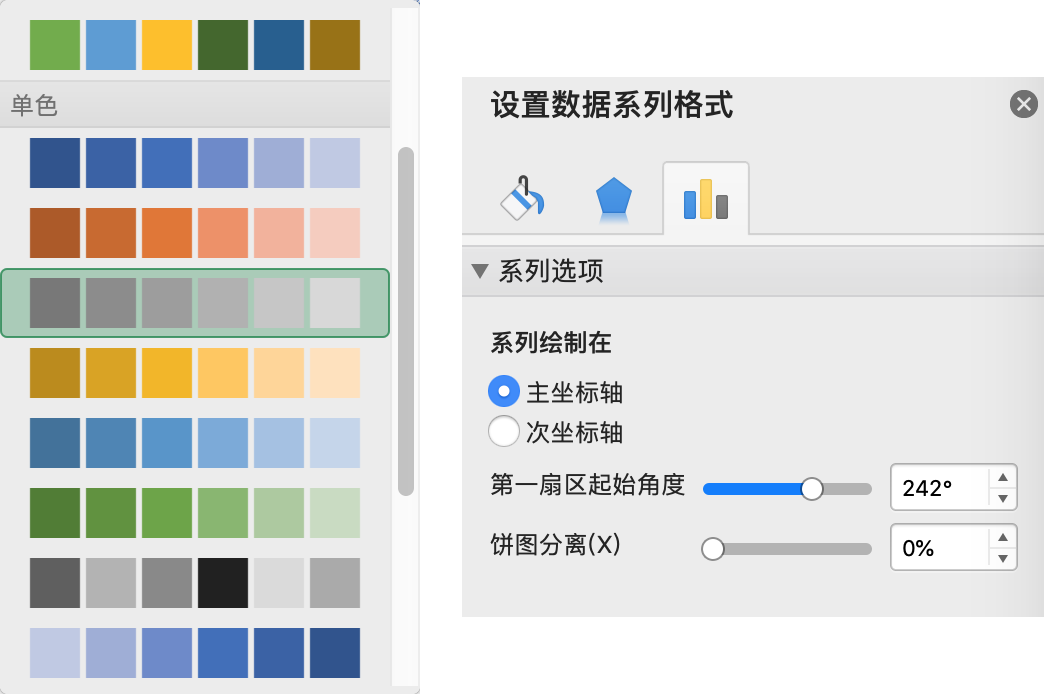 单色
设置数据系列格式
系列选项
系列绘制在
主坐标轴
次坐标轴
第一扇区起始角度 242°
饼图分离(X) 0%